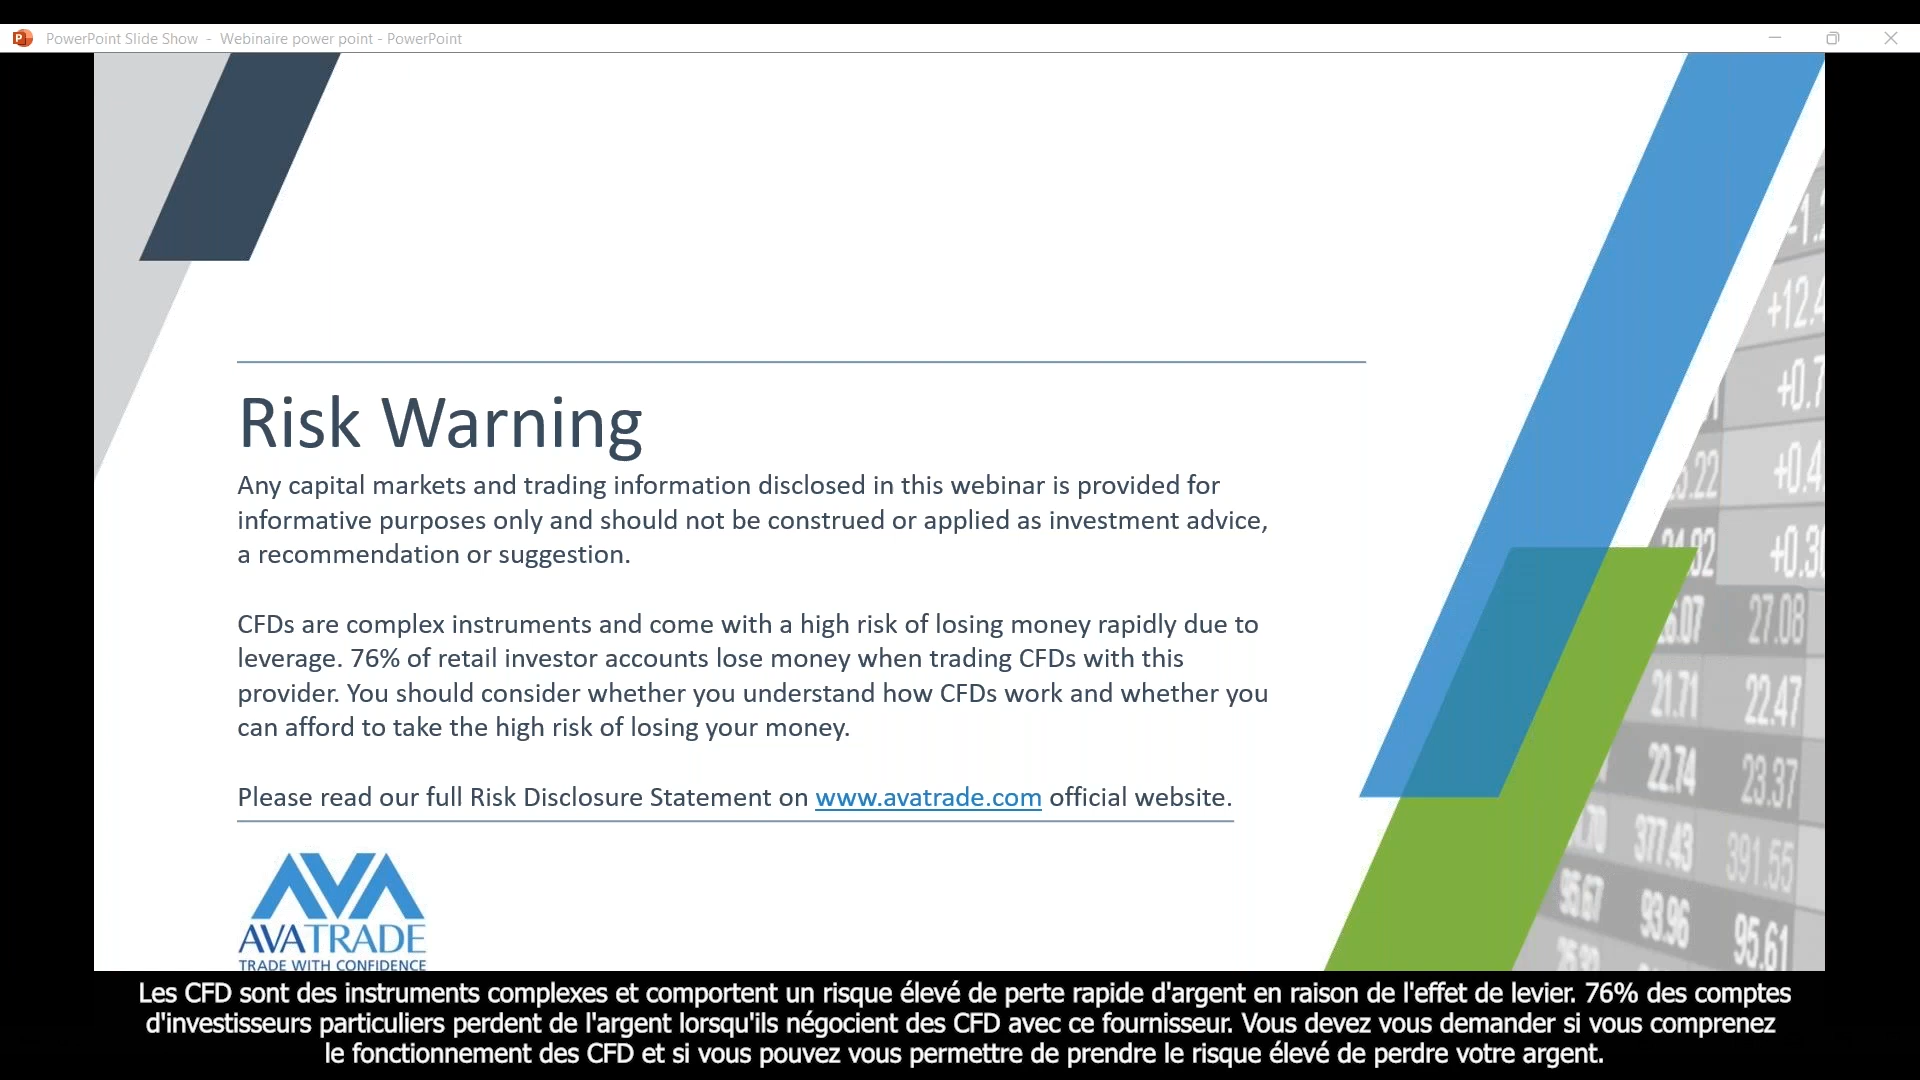 PowerPoint Slide Show - Webinaire power point - PowerPoint
Risk Warning
Any capital markets and trading information disclosed in this webinar is provided for
informative purposes only and should not be construed or applied as investment advice,
a recommendation or suggestion.
CFDs are complex instruments and come with a high risk of losing money rapidly due to
leverage. 76% of retail investor accounts lose money when trading CFDs with this
provider. You should consider whether you understand how CFDs work and whether you
can afford to take the high risk of losing your money.
Please read our full Risk Disclosure Statement on www.avatrade.com official website.
AVATRADE
TRADE WITH CONFIDENCE
27.08
21.71 22.47
22.74 23.37
377.43 391.55
95.67 93.96 95.61
Les CFD sont des instruments complexes et comportent un risque élevé de perte rapide d'argent en raison de l'effet de levier. 76% des comptes
d'investisseurs particuliers perdent de l'argent lorsqu'ils négocient des CFD avec ce fournisseur. Vous devez vous demander si vous comprenez
le fonctionnement des CFD et si vous pouvez vous permettre de prendre le risque élevé de perdre votre argent.